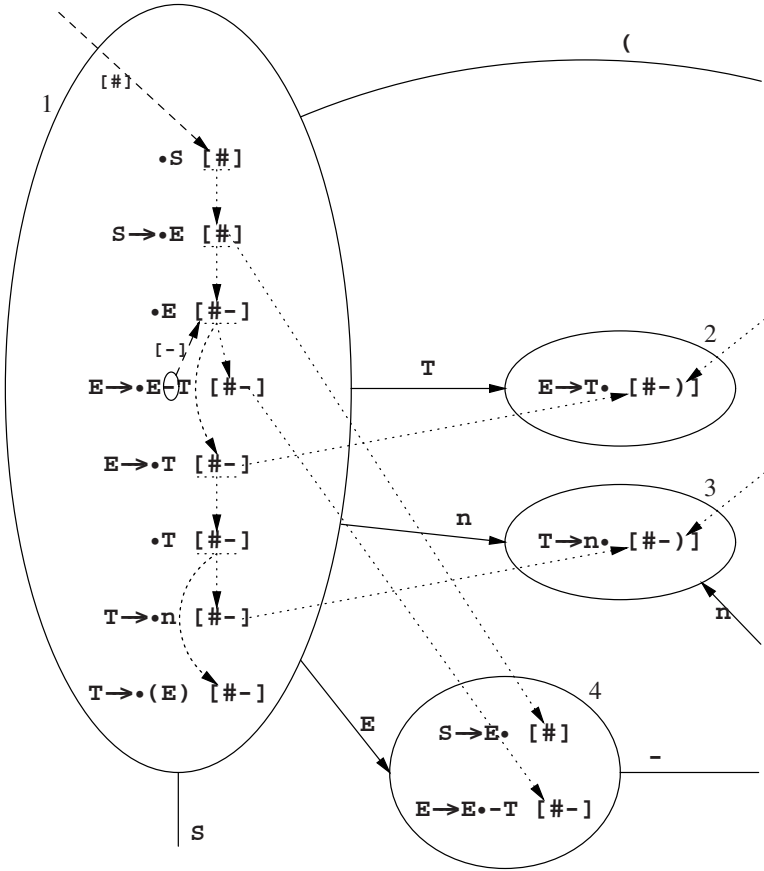 (
[#]
1
•S [#]
S→•E [#]
•E [#-]
2
[-]
T
E→•E-T [#-]
E→T• [#-)]
E→•T [#-]
3
n
•T [#-]
T→n• [#-)]
T→•n [#-]
n
T→•(E) [#-]
4
E
S→E• [#]
-
E→E•-T [#-]
S